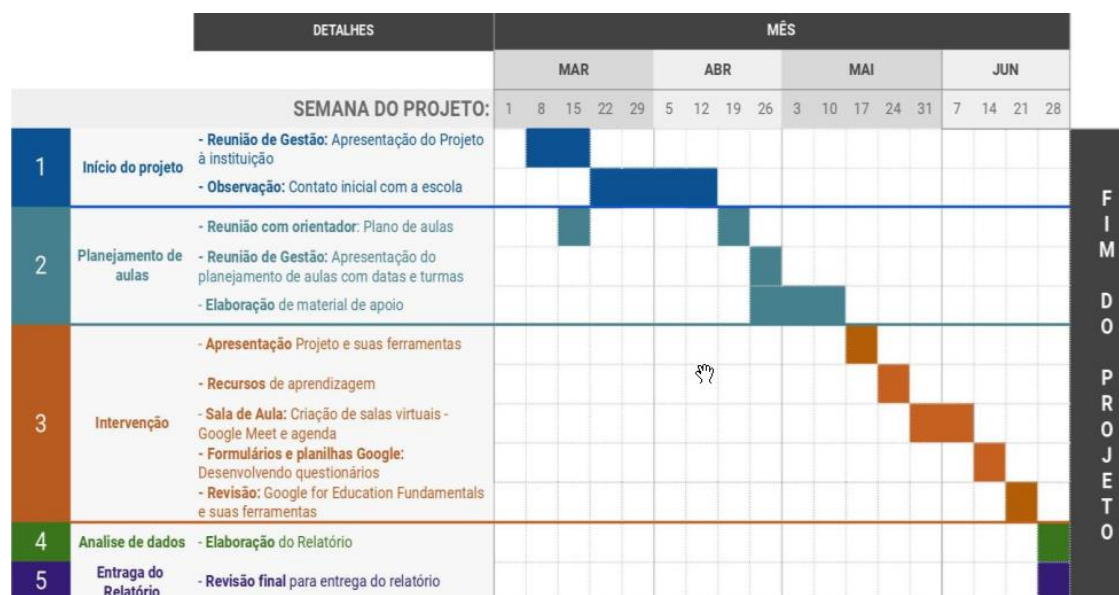 DETALHES
MÊS
MAR
ABR
MAI
JUN
SEMANA DO PROJETO:
1 8 15 22 29 5 12 19 26 3 10 17 24 31 7 14 21 28
1
Início do projeto
- Reunião de Gestão: Apresentação do Projeto
à instituição
- Observação: Contato inicial com a escola
2
Planejamento de
aulas
- Reunião com orientador: Plano de aulas
- Reunião de Gestão: Apresentação do
planejamento de aulas com datas e turmas
- Elaboração de material de apoio
3
Intervenção
- Apresentação Projeto e suas ferramentas
- Recursos de aprendizagem
- Sala de Aula: Criação de salas virtuais -
Google Meet e agenda
- Formulários e planilhas Google:
Desenvolvendo questionários
- Revisão: Google for Education Fundamentals
e suas ferramentas
4
Analise de dados
- Elaboração do Relatório
5
Entraga do
Relatório
- Revisão final para entrega do relatório
FIM DO PROJETO